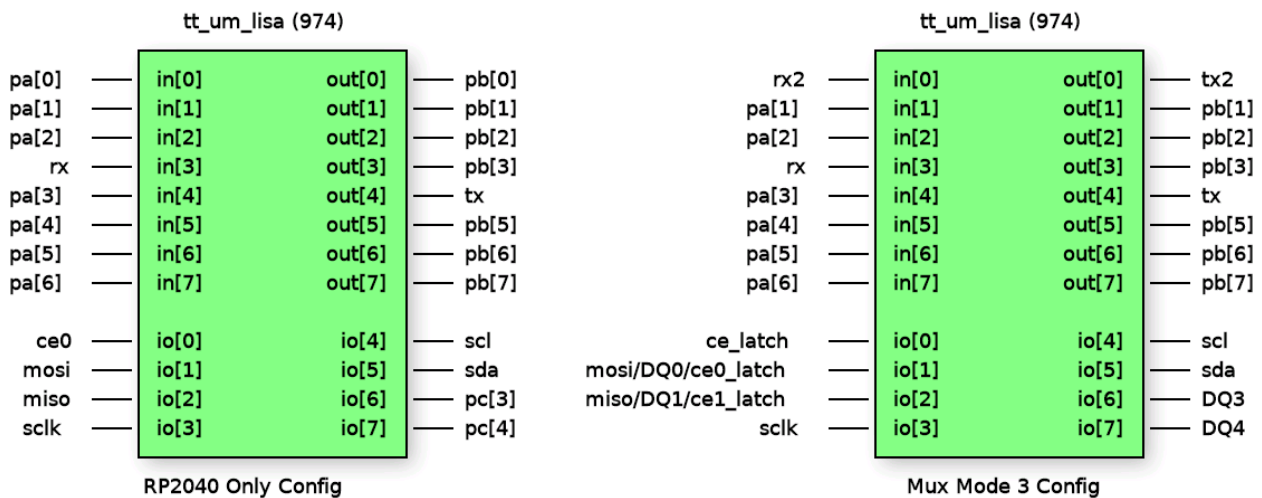 tt_um_lisa (974)
pa[0] in[0] out[0] pb[0]
pa[1] in[1] out[1] pb[1]
pa[2] in[2] out[2] pb[2]
rx in[3] out[3] pb[3]
pa[3] in[4] out[4] tx
pa[4] in[5] out[5] pb[5]
pa[5] in[6] out[6] pb[6]
pa[6] in[7] out[7] pb[7]
ce0 io[0] io[4] scl
mosi io[1] io[5] sda
miso io[2] io[6] pc[3]
sclk io[3] io[7] pc[4]
RP2040 Only Config
tt_um_lisa (974)
rx2 in[0] out[0] tx2
pa[1] in[1] out[1] pb[1]
pa[2] in[2] out[2] pb[2]
rx in[3] out[3] pb[3]
pa[3] in[4] out[4] tx
pa[4] in[5] out[5] pb[5]
pa[5] in[6] out[6] pb[6]
pa[6] in[7] out[7] pb[7]
ce_latch io[0] io[4] scl
mosi/DQ0/ce0_latch io[1] io[5] sda
miso/DQ1/ce1_latch io[2] io[6] DQ3
sclk io[3] io[7] DQ4
Mux Mode 3 Config